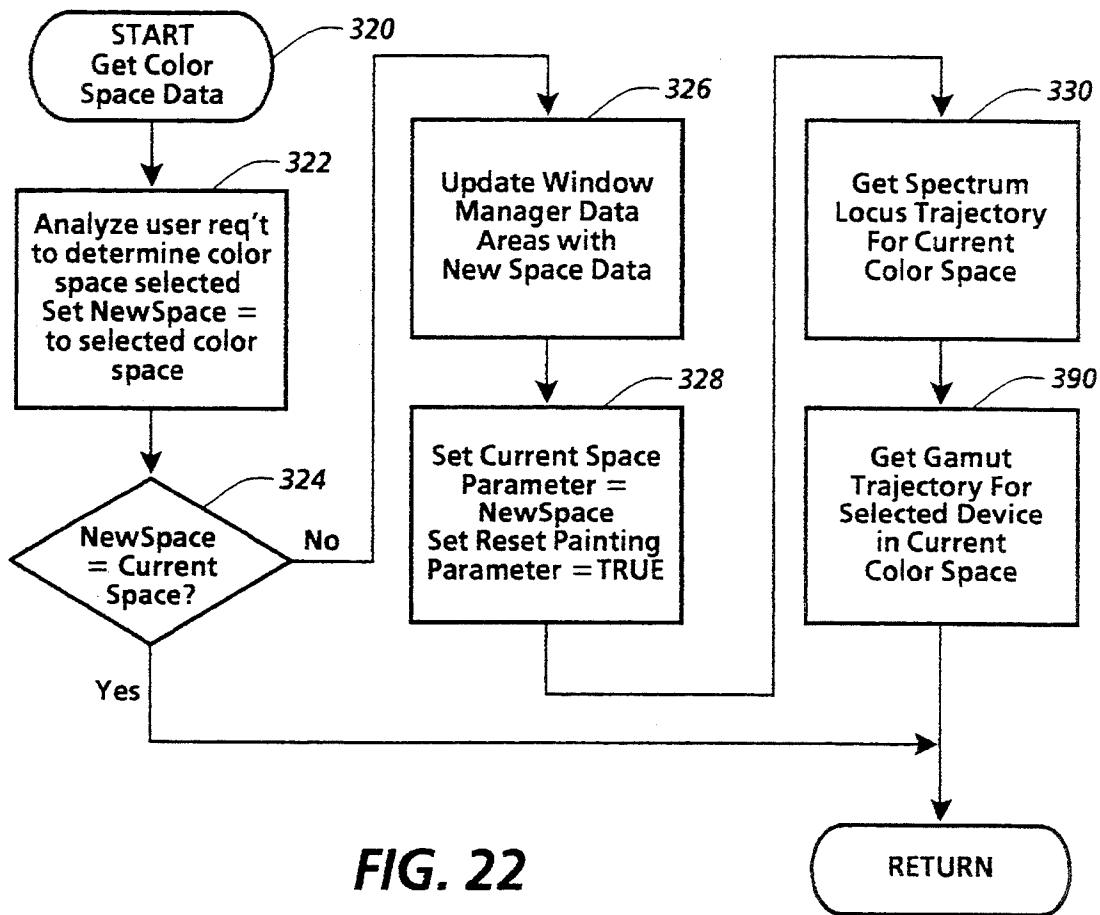 START
Get Color
Space Data
320
322
Analyze user req't
to determine color
space selected
Set NewSpace =
to selected color
space
324
NewSpace
= Current
Space?
No
Yes
326
Update Window
Manager Data
Areas with
New Space Data
328
Set Current Space
Parameter =
NewSpace
Set Reset Painting
Parameter = TRUE
330
Get Spectrum
Locus Trajectory
For Current
Color Space
390
Get Gamut
Trajectory For
Selected Device
in Current
Color Space
RETURN
FIG. 22